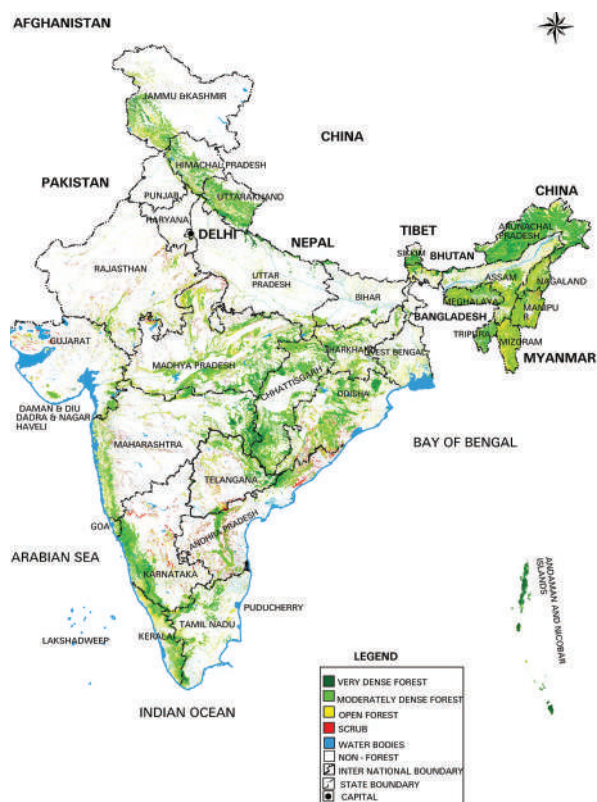 AFGHANISTAN
JAMMU &KASHMIR
CHINA
HIMACHAL PRADESH
PAKISTAN
PUNJAB
UTTARAKHAND
CHINA
HARYANA
DELHI
TIBET
ARUNACHAL
PRADESH
NEPAL
SIKKIM
BHUTAN
RAJASTHAN
UTTAR
PRADESH
ASSAM
NAGALAND
BIHAR
MEGHALAYA
BANGLADESH
MANIPU
R
GUJARAT
JHARKHAND
WEST BENGAL
TRIPURA
MIZORAM
MADHYA PRADESH
MYANMAR
CHHATTISGARH
ODISHA
DAMAN & DIU
DADRA & NAGAR
HAVELI
MAHARASHTRA
BAY OF BENGAL
TELANGANA
GOA
ANDHRA PRADESH
ARABIAN SEA
KARNATAKA
ANDAMAN AND NICOBAR
ISLANDS
PUDUCHERRY
TAMIL NADU
LAKSHADWEEP
KERALA
INDIAN OCEAN
LEGEND
VERY DENSE FOREST
MODERATELY DENSE FOREST
OPEN FOREST
SCRUB
WATER BODIES
NON - FOREST
INTER NATIONAL BOUNDARY
STATE BOUNDARY
CAPITAL